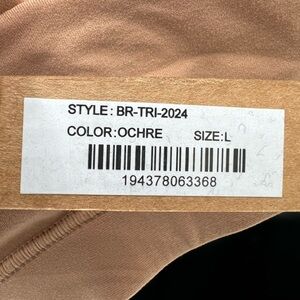 STYLE: BR-TRI-2024
COLOR:OCHRE SIZE:L
194378063368